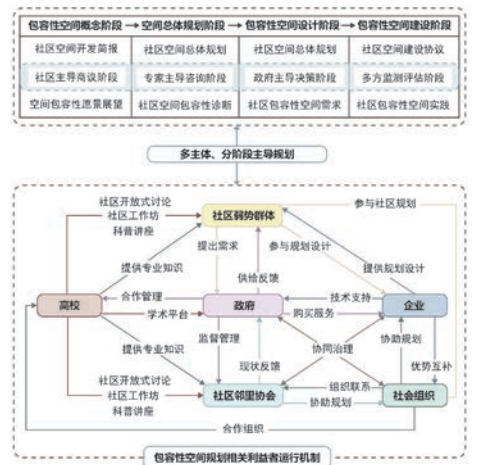 包容性空间概念阶段 空间总体规划阶段 包容性空间设计阶段 包容性空间建设阶段
社区空间开发简报 社区空间总体规划 社区空间总体规划 社区空间建设协议
社区主导商议阶段 专家主导咨询阶段 政府主导决策阶段 多方监测评估阶段
空间包容性愿景展望 社区空间包容性诊断 社区包容性空间需求 社区包容性空间实践
多主体、分阶段主导规划
社区开放式讨论
社区工作坊
科普讲座
社区弱势群体
参与社区规划
提出需求
参与规划设计
提供专业知识
供给反馈
提供规划设计
高校
合作管理
学术平台
政府
技术支持
购买服务
企业
提供专业知识
监督管理
协同治理
协助规划
现状反馈
优势互补
社区开放式讨论
社区工作坊
科普讲座
社区邻里协会
组织联系
协助规划
社会组织
合作组织
包容性空间规划相关利益者运行机制